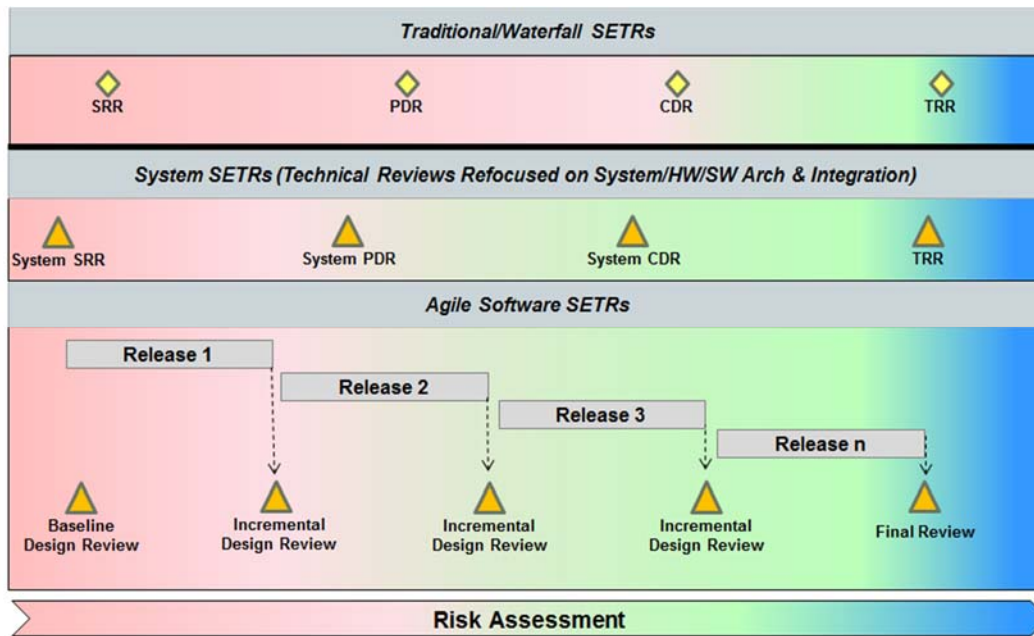 Traditional/Waterfall SETRs
SRR
PDR
CDR
TRR
System SETRs (Technical Reviews Refocused on System/HW/SW Arch & Integration)
System SRR
System PDR
System CDR
TRR
Agile Software SETRs
Release 1
Release 2
Release 3
Release n
Baseline
Design Review
Incremental
Design Review
Incremental
Design Review
Incremental
Design Review
Final Review
Risk Assessment